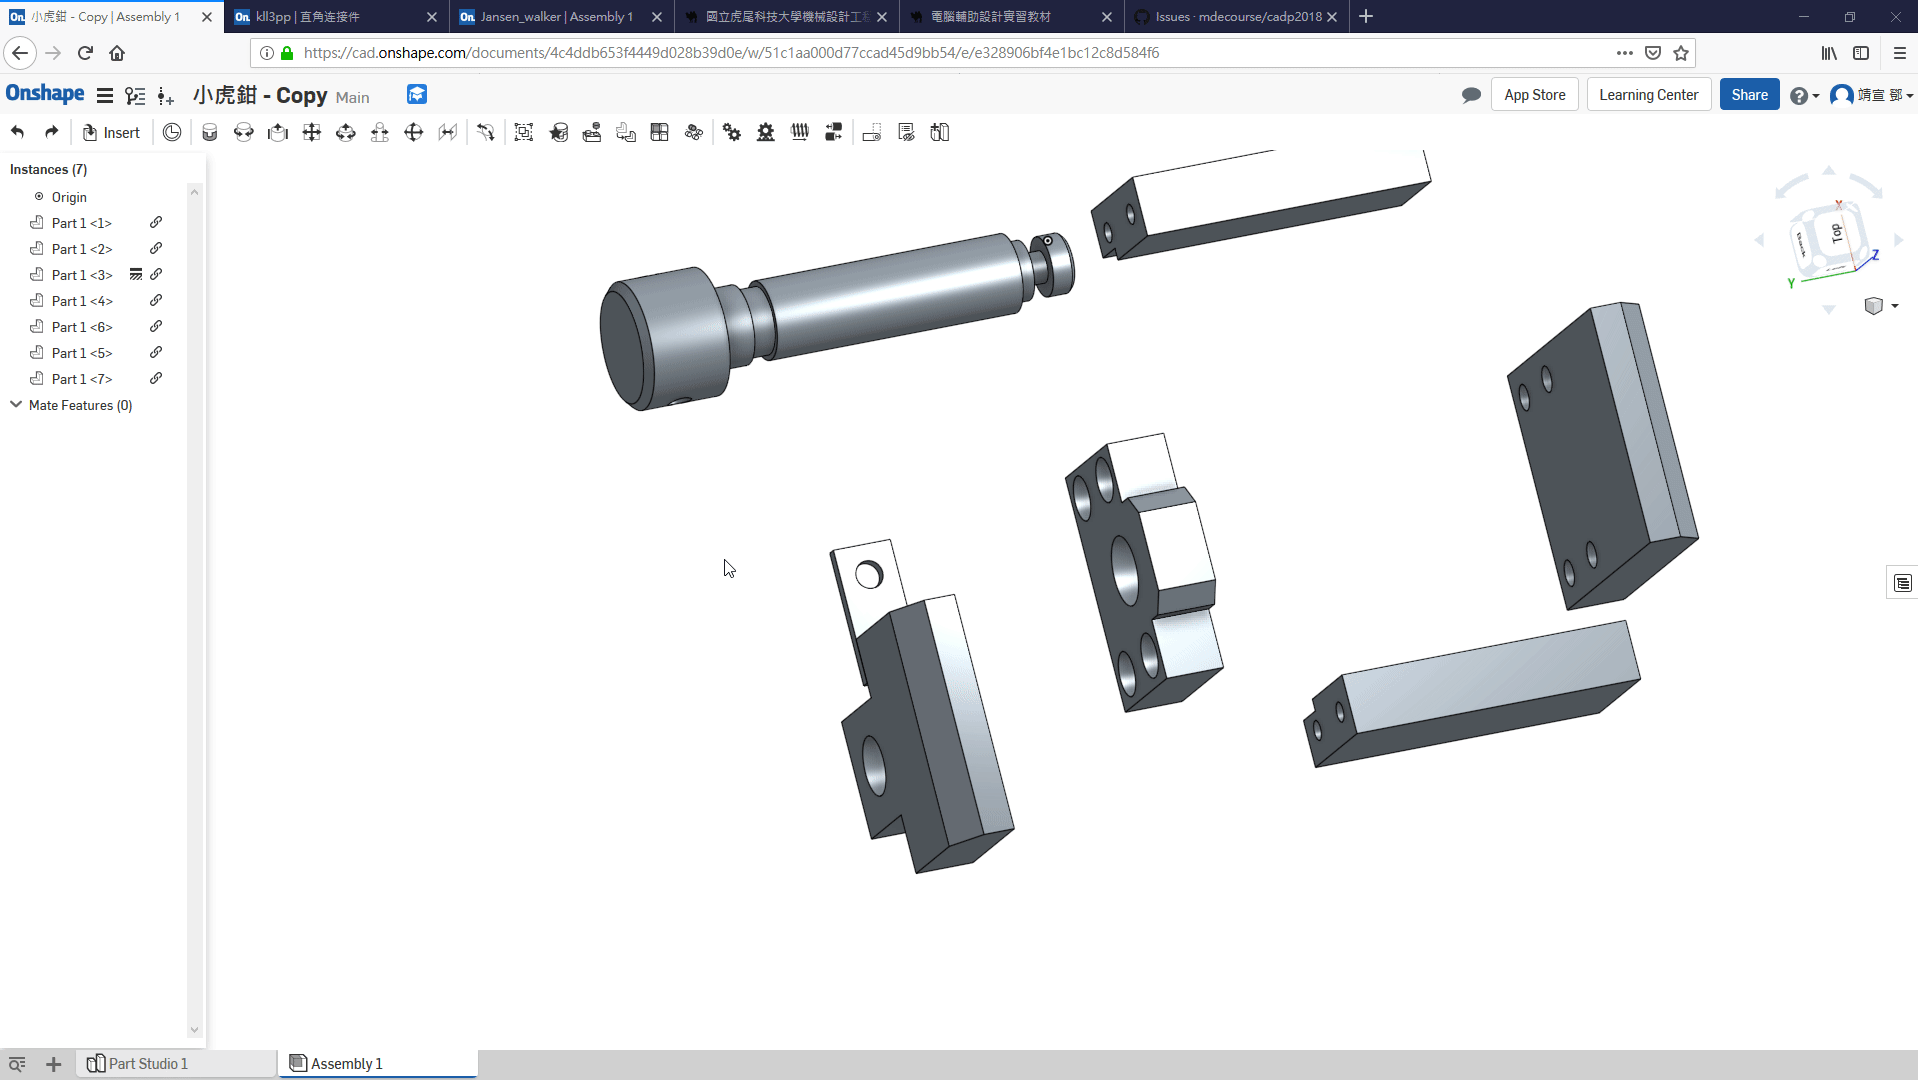 小虎鉗 - Copy | Assembly 1
kll3pp | 直角连接件
Jansen_walker | Assembly 1
國立虎尾科技大學機械設計工程
電腦輔助設計實習教材
Issues · mdecourse/cadp2018
https://cad.onshape.com/documents/4c4ddb653f4449d028b39d0e/w/51c1aa000d77ccad45d9bb54/e/e328906bf4e1bc12c8d584f6
Onshape
小虎鉗 - Copy Main
App Store
Learning Center
Share
靖宣 鄧
Insert
Instances (7)
Origin
Part 1 <1>
Part 1 <2>
Part 1 <3>
Part 1 <4>
Part 1 <6>
Part 1 <5>
Part 1 <7>
Mate Features (0)
X
Top
Back
Z
Y
Part Studio 1
Assembly 1